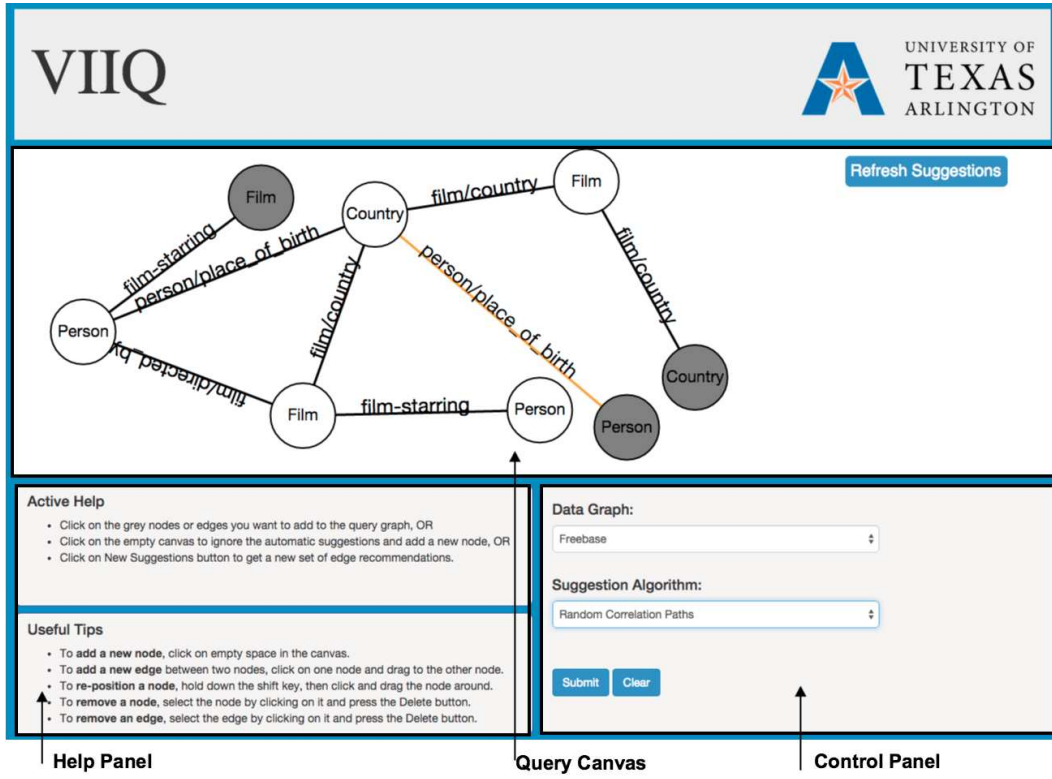 VIIQ
UNIVERSITY OF
TEXAS
ARLINGTON
Refresh Suggestions
Film
film/country
Film
Country
film-starring
person/place_of_birth
film/country
person/place_of_birth
film/country
Person
film/directed_by
Country
Film
film-starring
Person
Person
Active Help
• Click on the grey nodes or edges you want to add to the query graph, OR
• Click on the empty canvas to ignore the automatic suggestions and add a new node, OR
• Click on New Suggestions button to get a new set of edge recommendations.
Useful Tips
• To add a new node, click on empty space in the canvas.
• To add a new edge between two nodes, click on one node and drag to the other node.
• To re-position a node, hold down the shift key, then click and drag the node around.
• To remove a node, select the node by clicking on it and press the Delete button.
• To remove an edge, select the edge by clicking on it and press the Delete button.
Data Graph:
Freebase
Suggestion Algorithm:
Random Correlation Paths
Submit Clear
Help Panel
Query Canvas
Control Panel